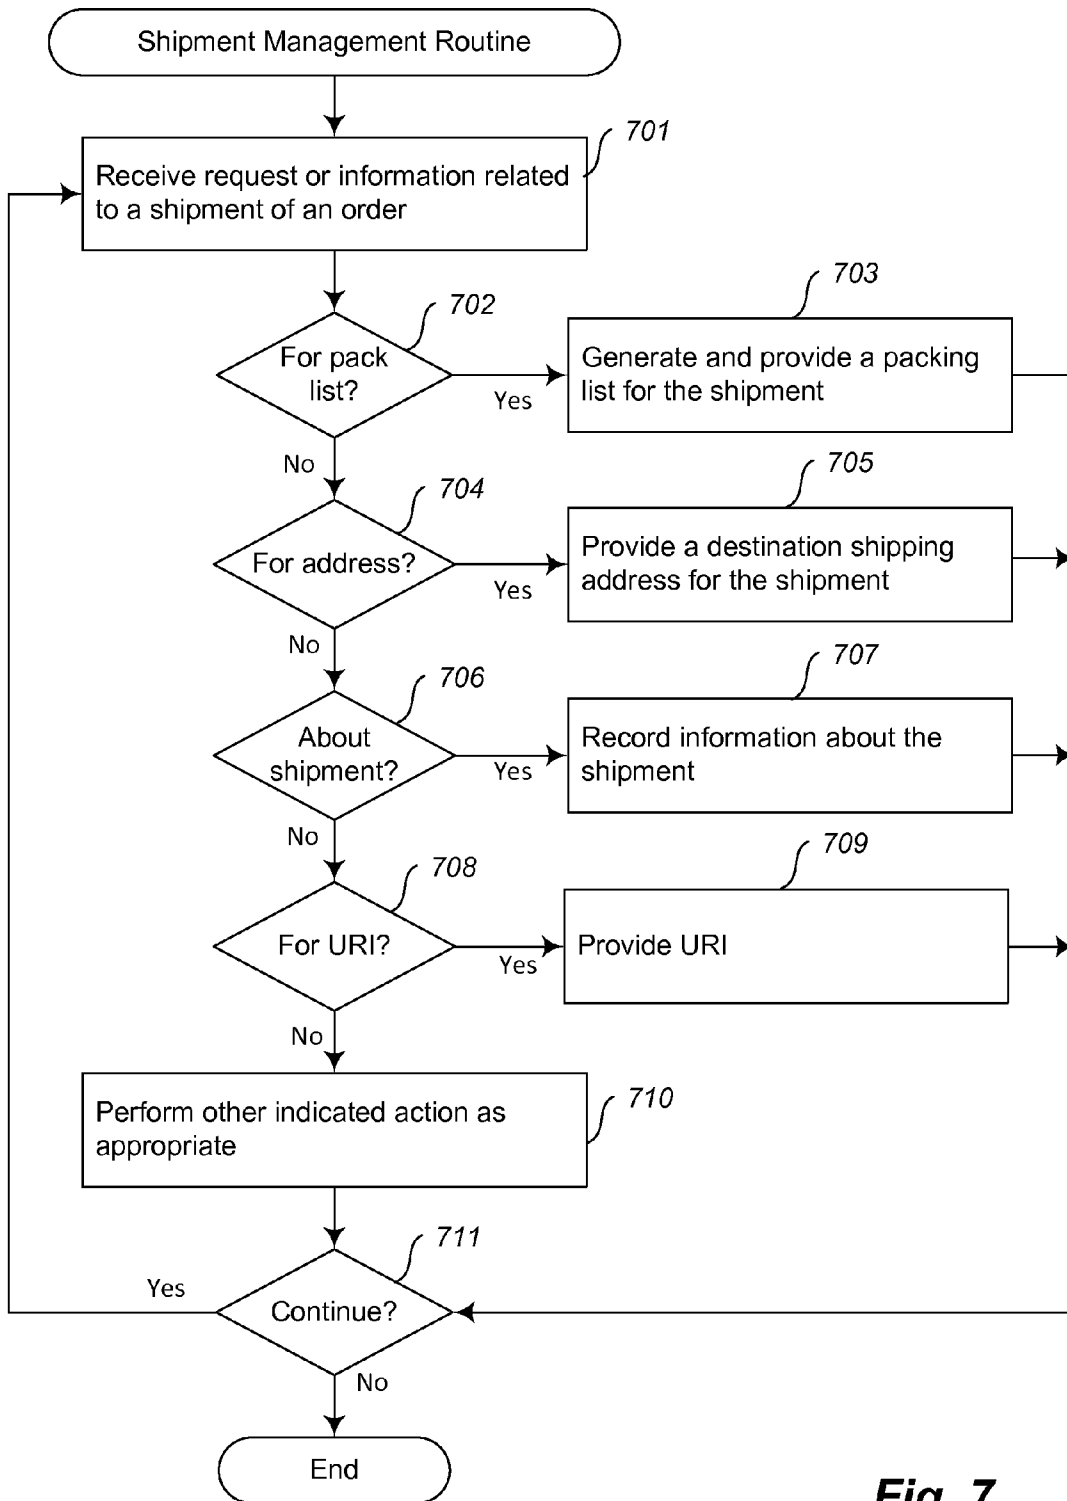 Shipment Management Routine
701
Receive request or information related
to a shipment of an order
702
703
For pack
list?
Yes
Generate and provide a packing
list for the shipment
No
704
705
For address?
Yes
Provide a destination shipping
address for the shipment
No
706
707
About
shipment?
Yes
Record information about the
shipment
No
708
709
For URI?
Yes
Provide URI
No
710
Perform other indicated action as
appropriate
711
Yes
Continue?
No
End
Fig. 7